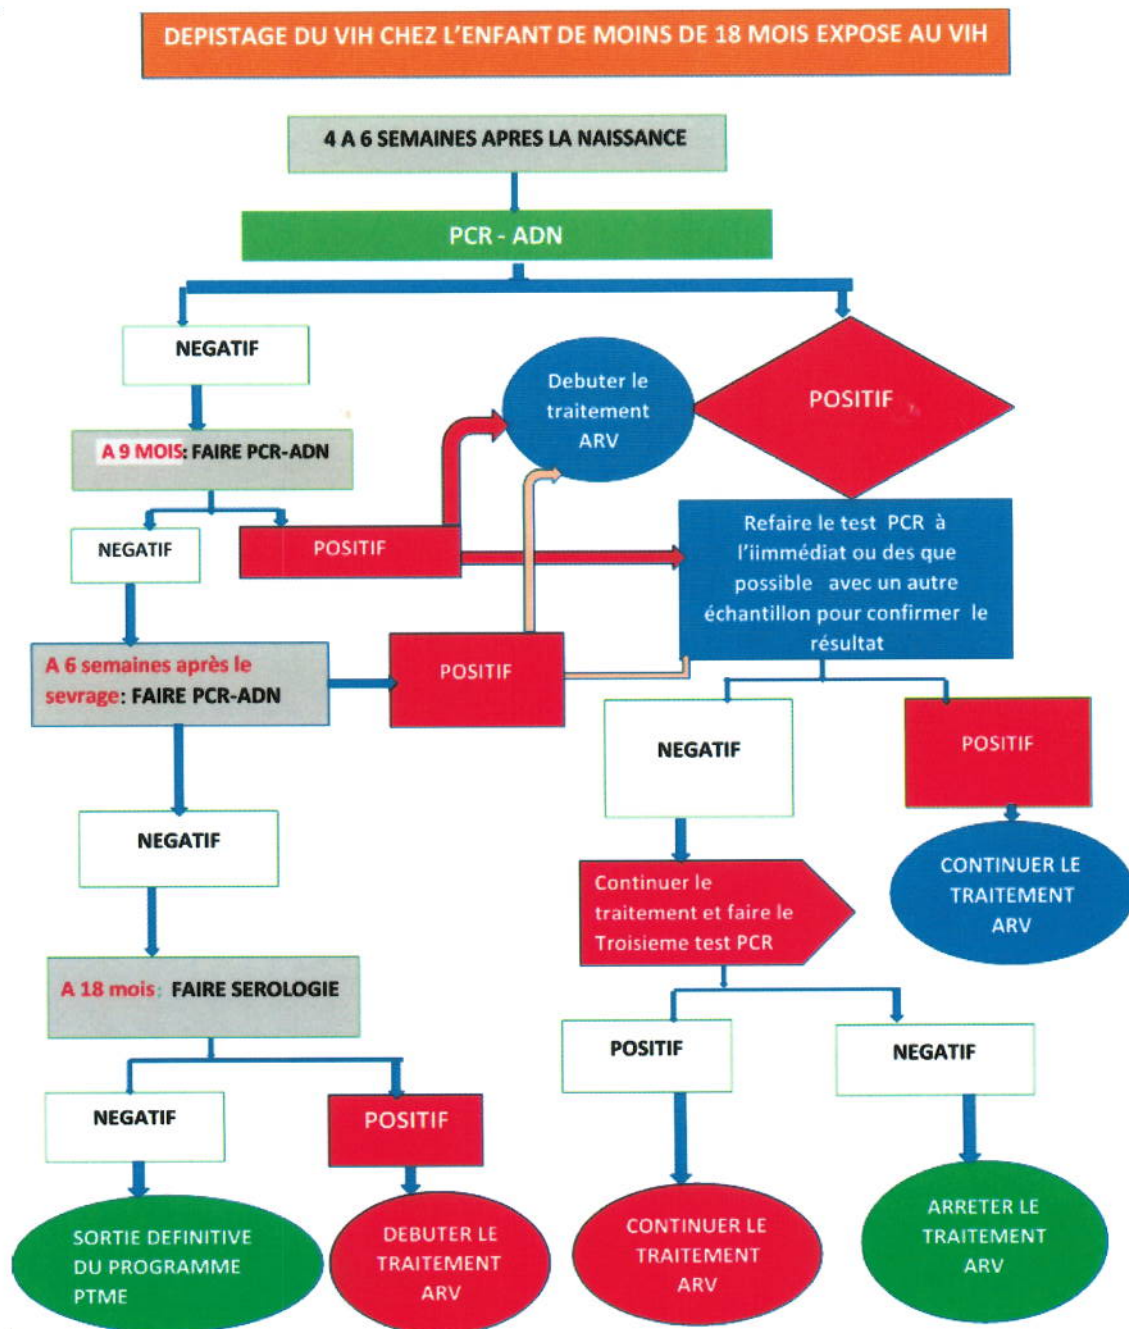 DEPISTAGE DU VIH CHEZ L'ENFANT DE MOINS DE 18 MOIS EXPOSE AU VIH
4 A 6 SEMAINES APRES LA NAISSANCE
PCR - ADN
NEGATIF
Debuter le
traitement
ARV
POSITIF
A 9 MOIS: FAIRE PCR-ADN
NEGATIF
POSITIF
Refaire le test PCR à
l'iimmédiat ou des que
possible avec un autre
échantillon pour confirmer le
résultat
A 6 semaines après le
sevrage: FAIRE PCR-ADN
POSITIF
NEGATIF
POSITIF
NEGATIF
CONTINUER LE
TRAITEMENT
ARV
Continuer le
traitement et faire le
Troisieme test PCR
A 18 mois: FAIRE SEROLOGIE
POSITIF
NEGATIF
NEGATIF
POSITIF
SORTIE DEFINITIVE
DU PROGRAMME
PTME
DEBUTER LE
TRAITEMENT
ARV
CONTINUER LE
TRAITEMENT
ARV
ARRETER LE
TRAITEMENT
ARV